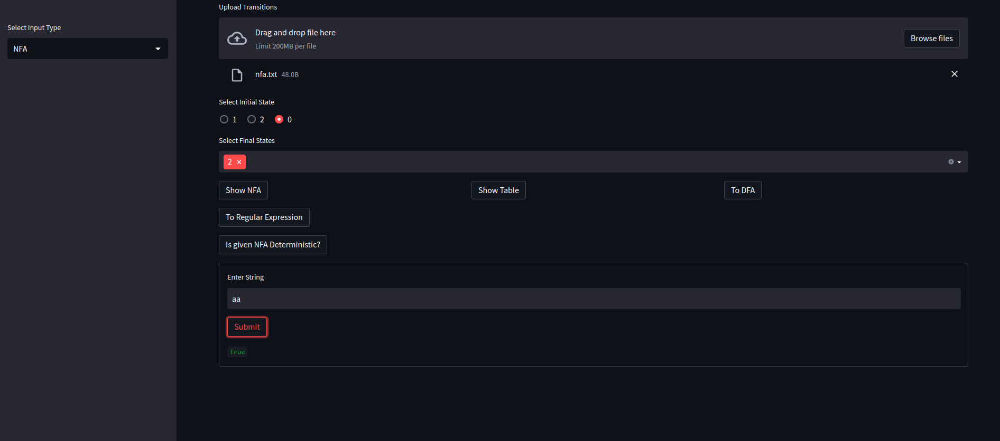 Select Input Type
NFA
Upload Transitions
Drag and drop file here
Limit 200MB per file
Browse files
nfa.txt 48.0B
Select Initial State
1 2 0
Select Final States
2
Show NFA Show Table To DFA
To Regular Expression
Is given NFA Deterministic?
Enter String
aa
Submit
True